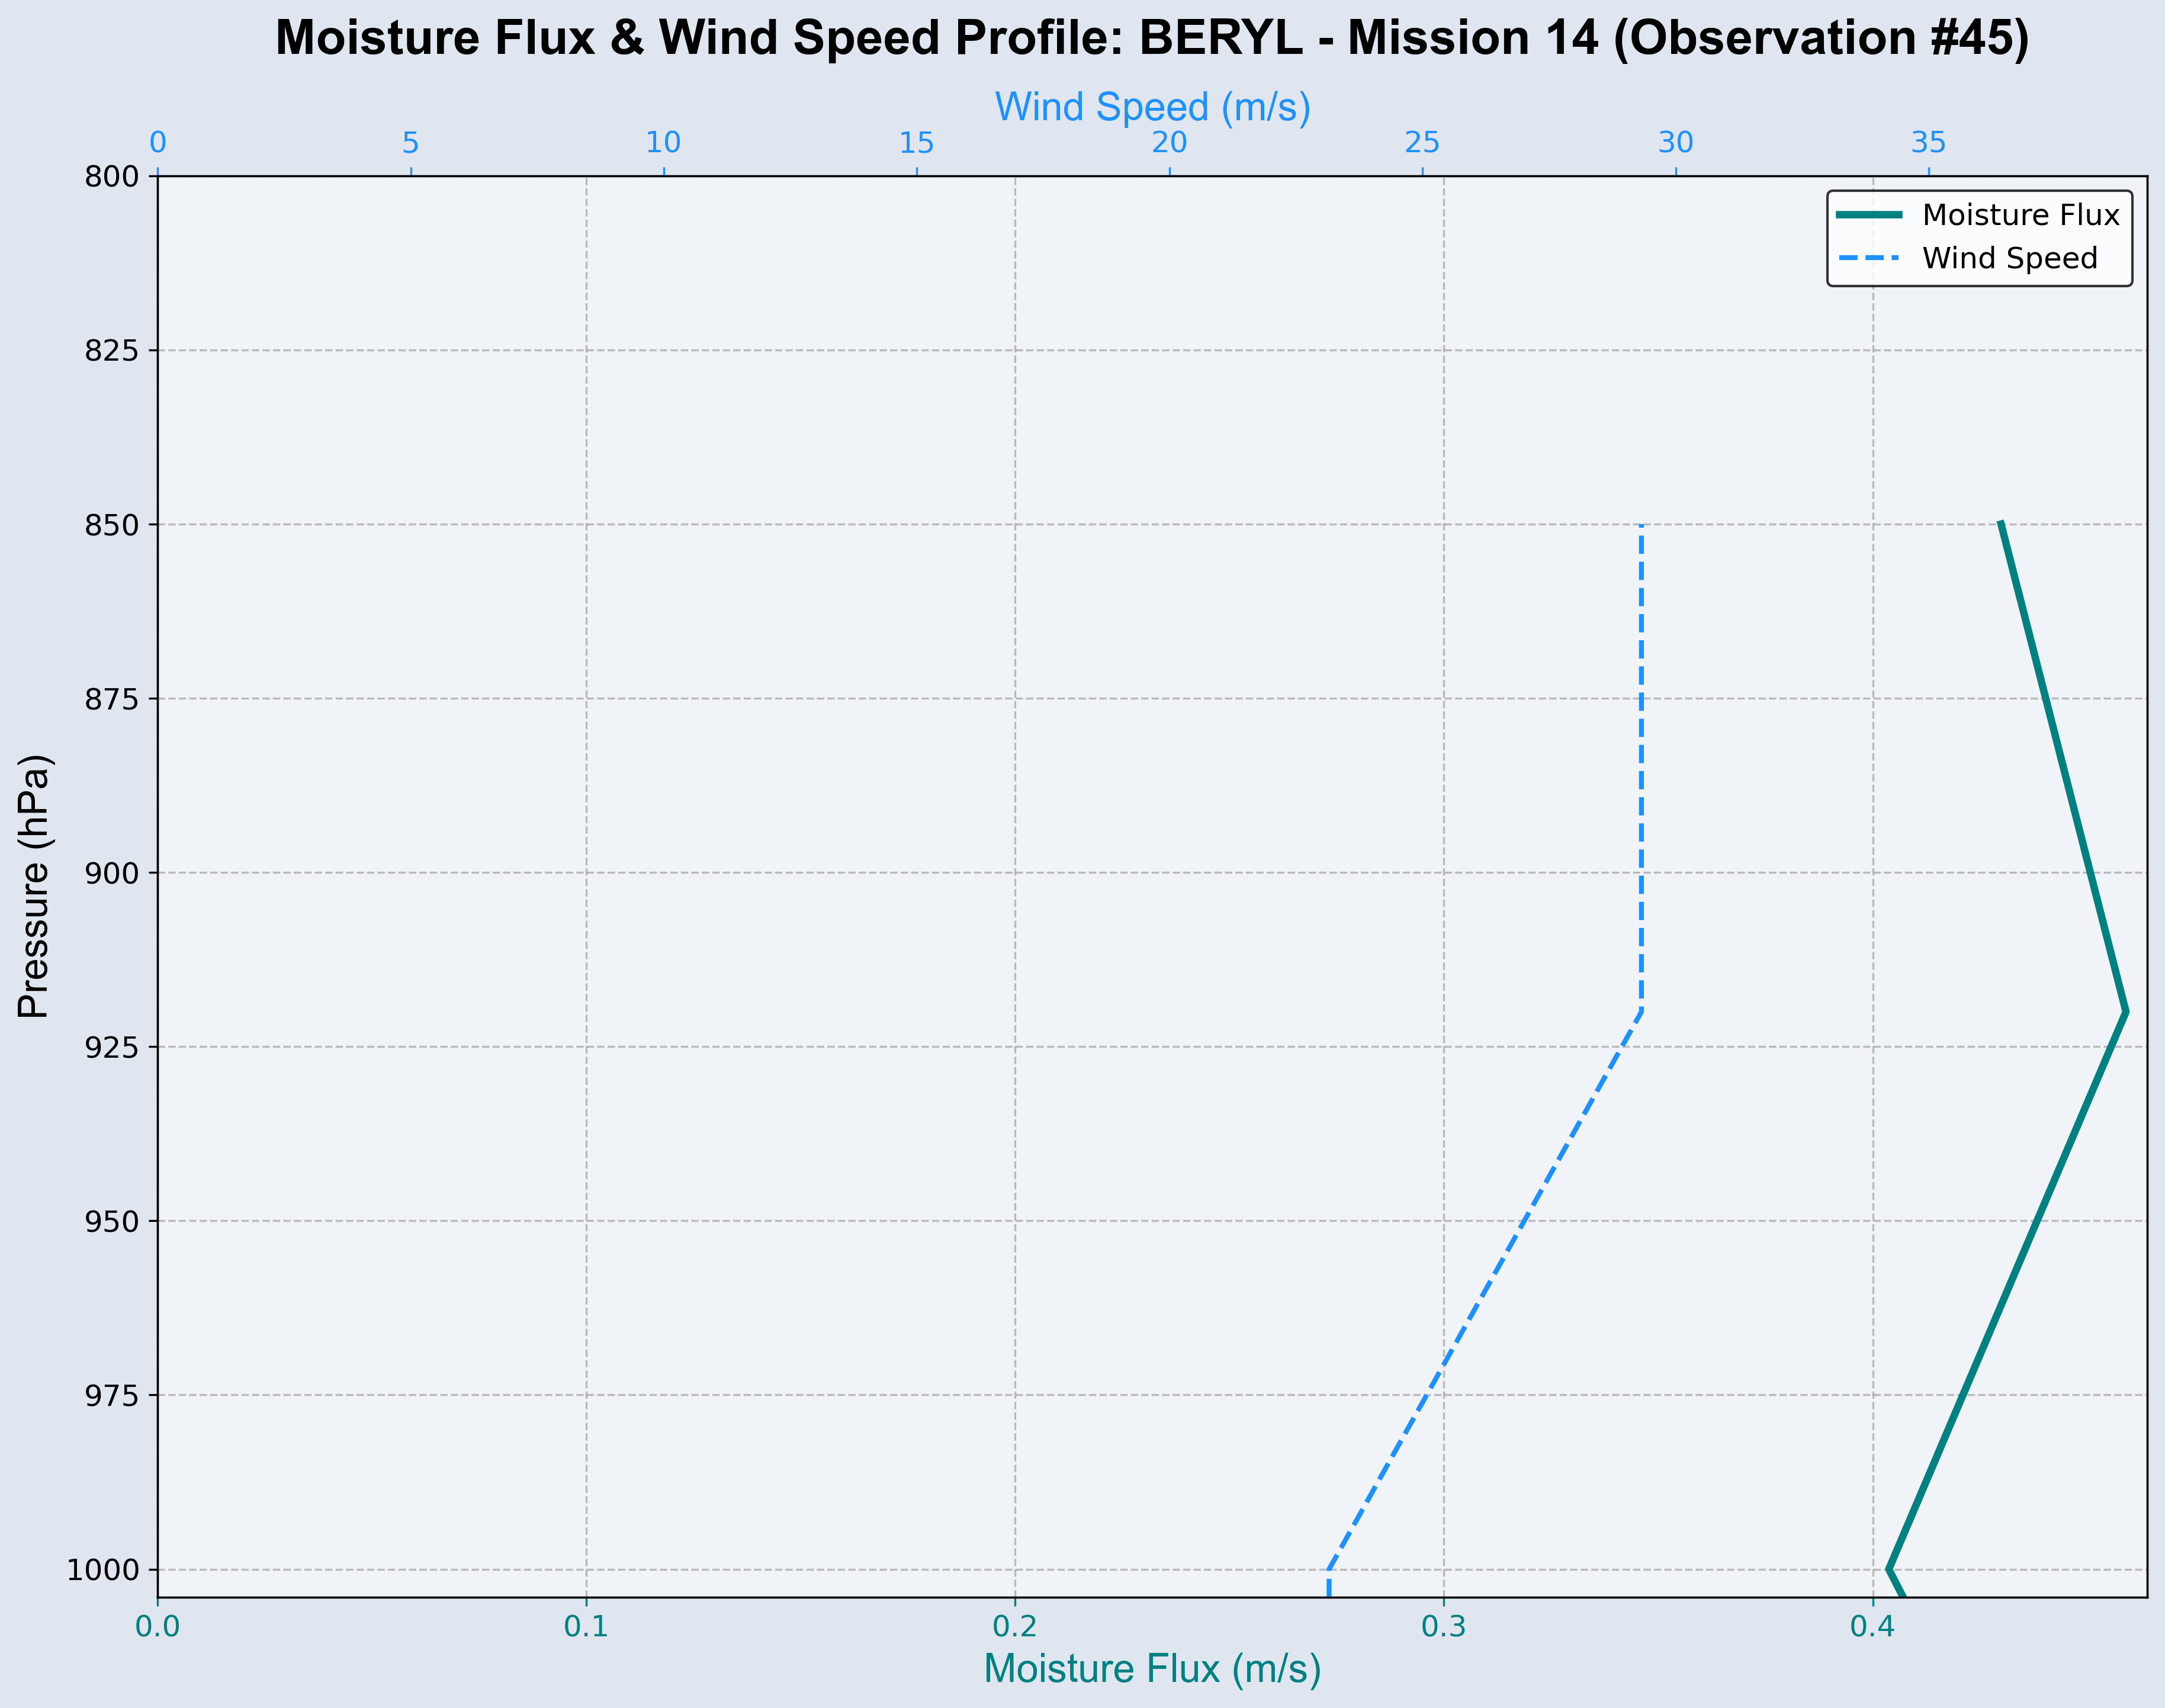 Moisture Flux & Wind Speed Profile: BERYL - Mission 14 (Observation #45)
Wind Speed (m/s)
0 5 10 15 20 25 30 35
Moisture Flux
Wind Speed
800
825
850
875
900
925
950
975
1000
Pressure (hPa)
0.0 0.1 0.2 0.3 0.4
Moisture Flux (m/s)